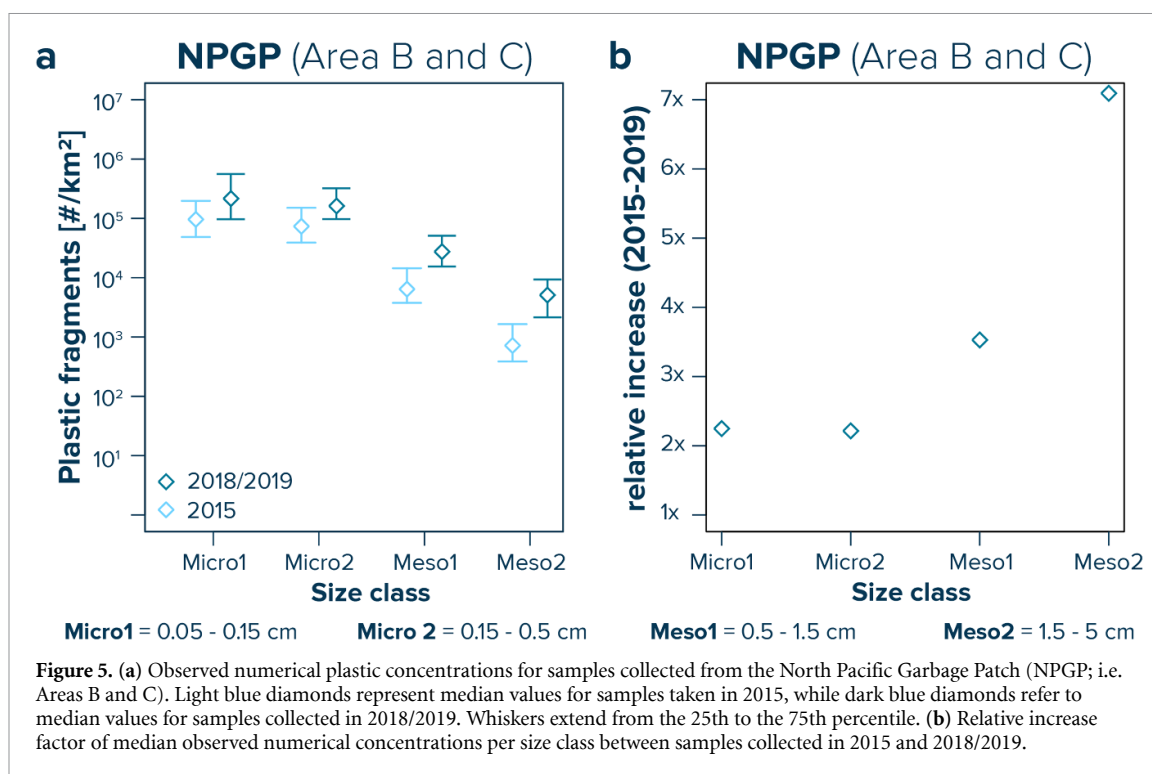 a
NPGP (Area B and C)
Plastic fragments [#/km²]
10⁷
10⁶
10⁵
10⁴
10³
10²
10¹
2018/2019
2015
Micro1
Micro2
Meso1
Meso2
Size class
b
NPGP (Area B and C)
relative increase (2015-2019)
7x
6x
5x
4x
3x
2x
1x
Micro1
Micro2
Meso1
Meso2
Size class
Micro1 = 0.05 - 0.15 cm
Micro 2 = 0.15 - 0.5 cm
Meso1 = 0.5 - 1.5 cm
Meso2 = 1.5 - 5 cm
Figure 5. (a) Observed numerical plastic concentrations for samples collected from the North Pacific Garbage Patch (NPGP; i.e.
Areas B and C). Light blue diamonds represent median values for samples taken in 2015, while dark blue diamonds refer to
median values for samples collected in 2018/2019. Whiskers extend from the 25th to the 75th percentile. (b) Relative increase
factor of median observed numerical concentrations per size class between samples collected in 2015 and 2018/2019.